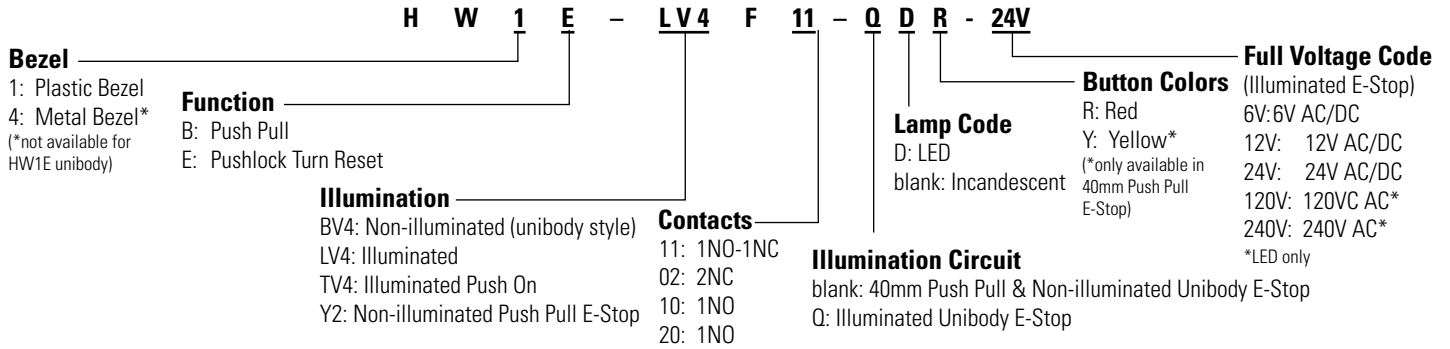 H W 1 E – L V 4 F 11 – Q D R - 24V
Bezel
1: Plastic Bezel
4: Metal Bezel*
(*not available for
HW1E unibody)
Function
B: Push Pull
E: Pushlock Turn Reset
Illumination
BV4: Non-illuminated (unibody style)
LV4: Illuminated
TV4: Illuminated Push On
Y2: Non-illuminated Push Pull E-Stop
Contacts
11: 1NO-1NC
02: 2NC
10: 1NO
20: 1NO
Illumination Circuit
blank: 40mm Push Pull & Non-illuminated Unibody E-Stop
Q: Illuminated Unibody E-Stop
Lamp Code
D: LED
blank: Incandescent
Button Colors
R: Red
Y: Yellow*
(*only available in
40mm Push Pull
E-Stop)
Full Voltage Code
(Illuminated E-Stop)
6V: 6V AC/DC
12V: 12V AC/DC
24V: 24V AC/DC
120V: 120VC AC*
240V: 240V AC*
*LED only